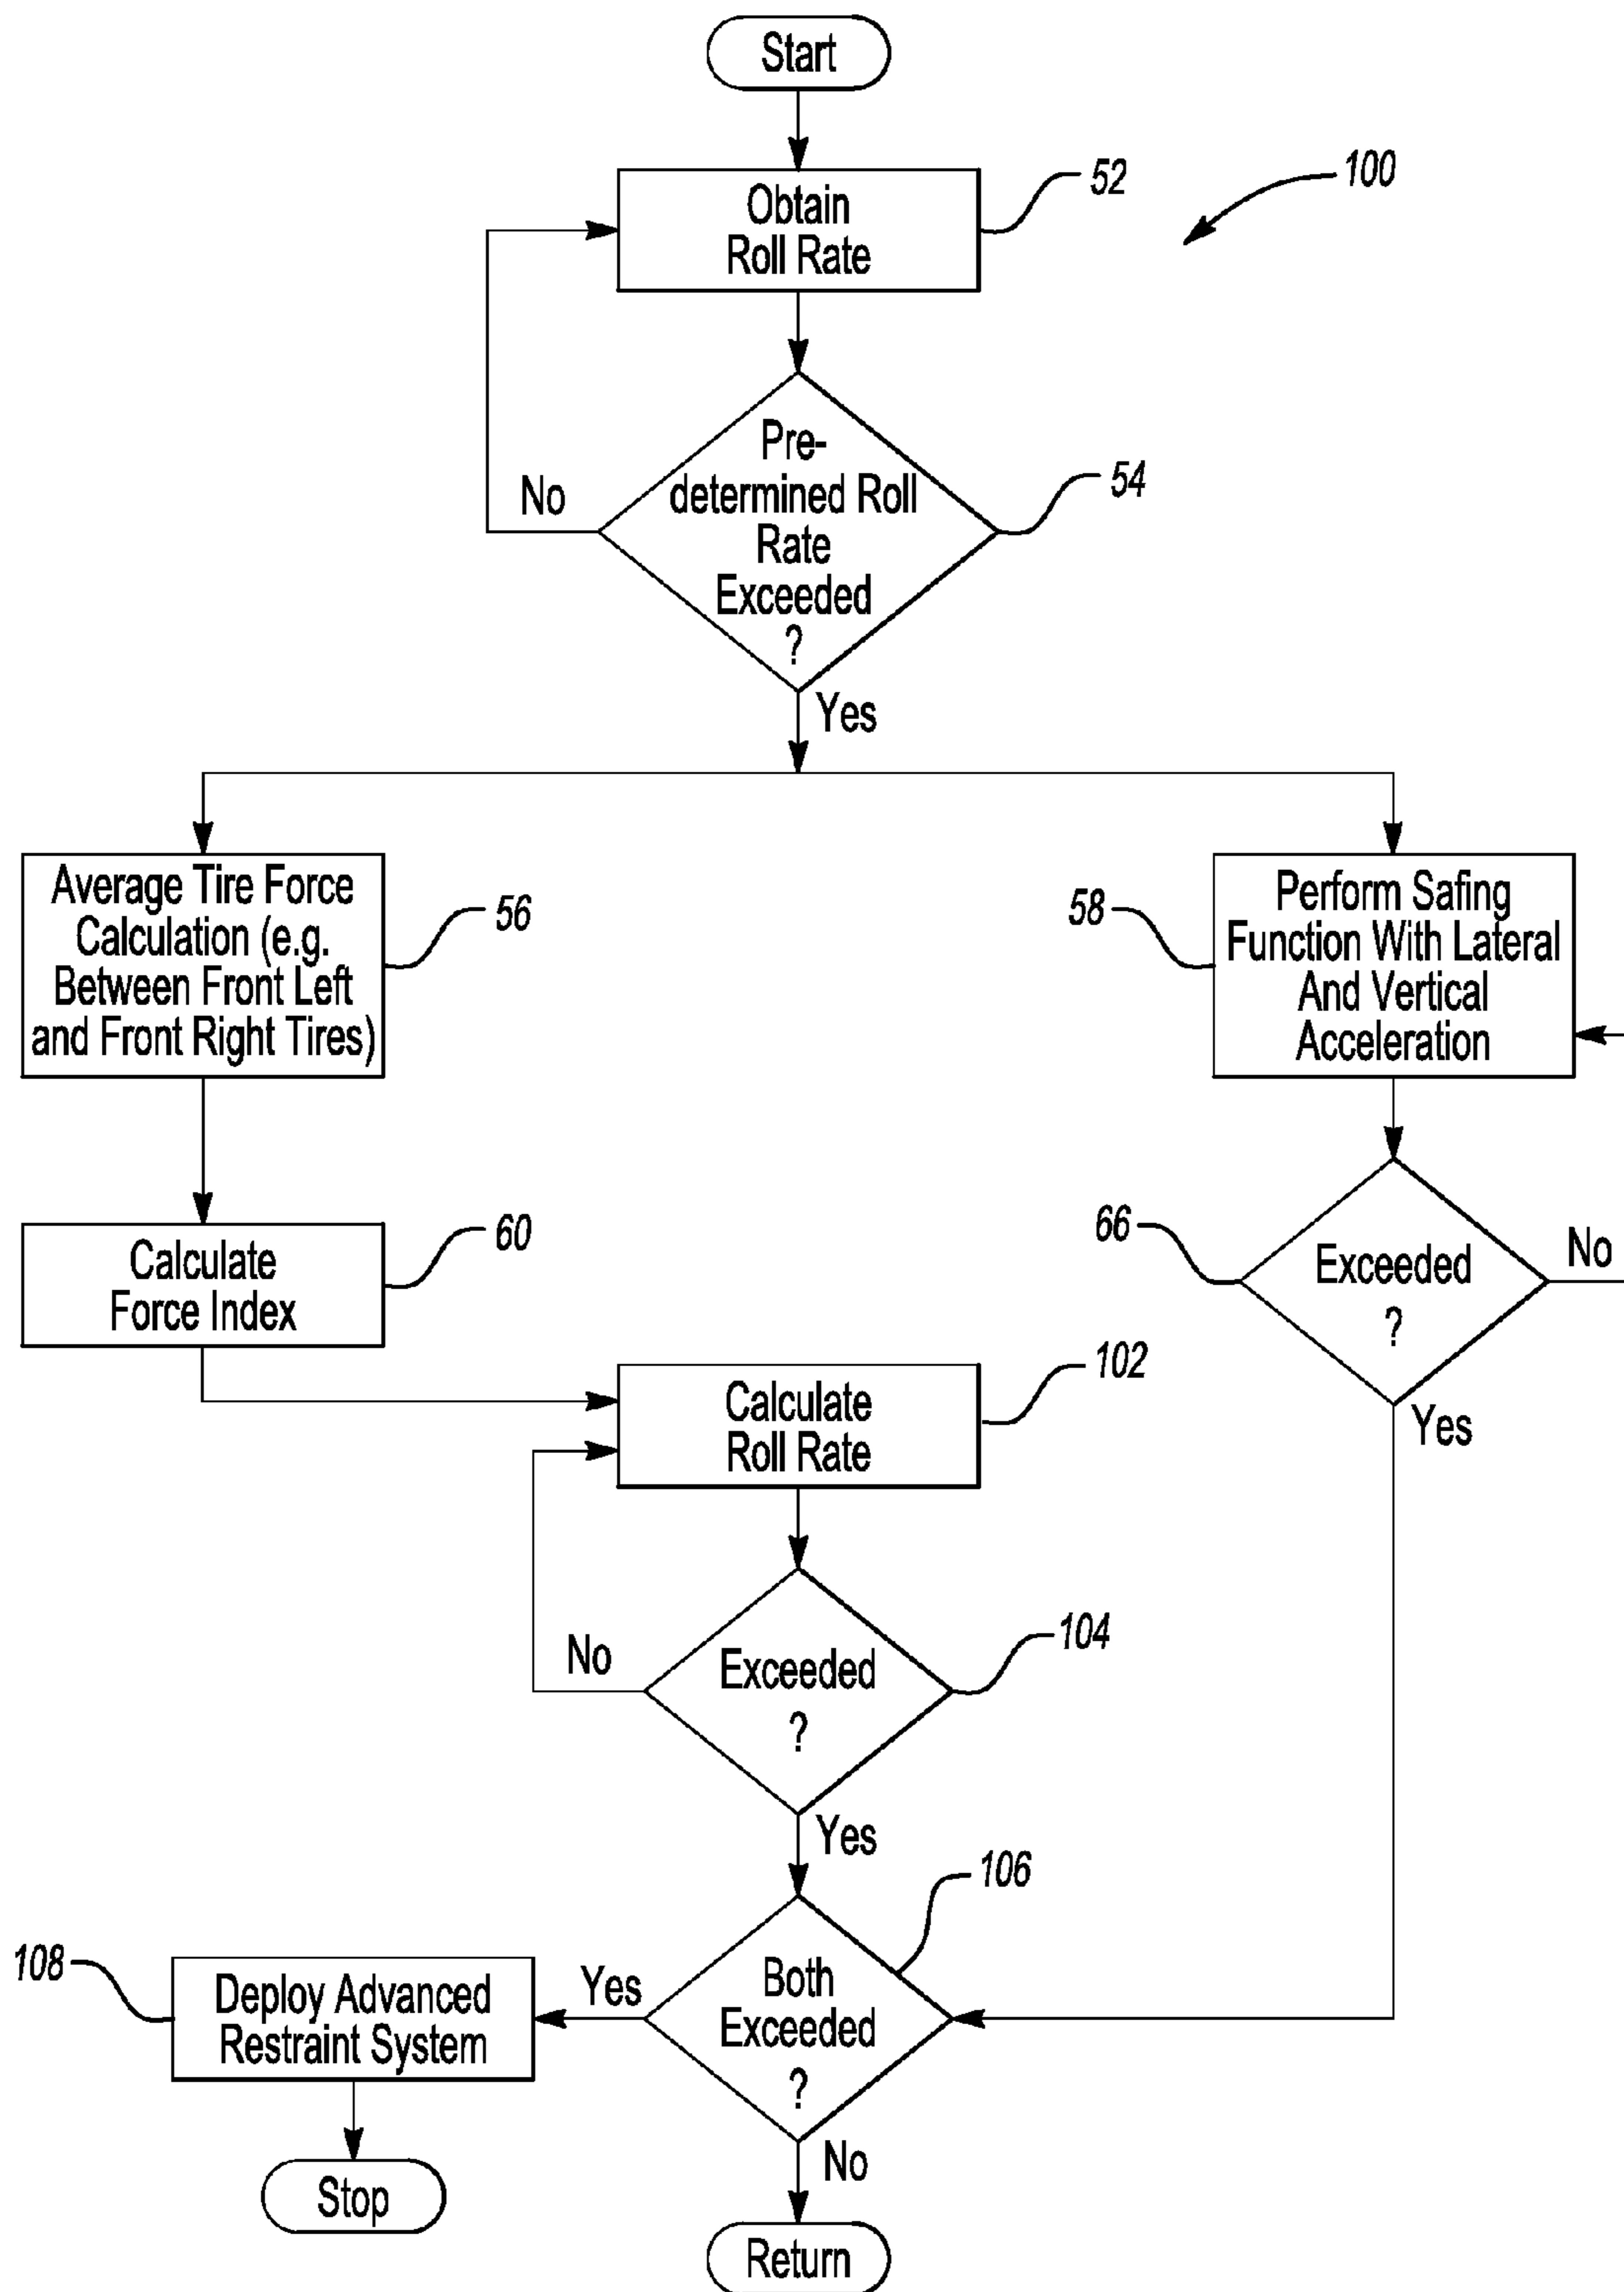 Start
Obtain
Roll Rate
52
100
Pre-
determined Roll
Rate
Exceeded
?
54
No
Yes
Average Tire Force
Calculation (e.g.
Between Front Left
and Front Right Tires)
56
58
Perform Safing
Function With Lateral
And Vertical
Acceleration
Calculate
Force Index
60
66
Exceeded
?
No
Yes
Calculate
Roll Rate
102
No
Exceeded
?
104
Yes
106
108
Deploy Advanced
Restraint System
Yes
Both
Exceeded
?
No
Stop
Return